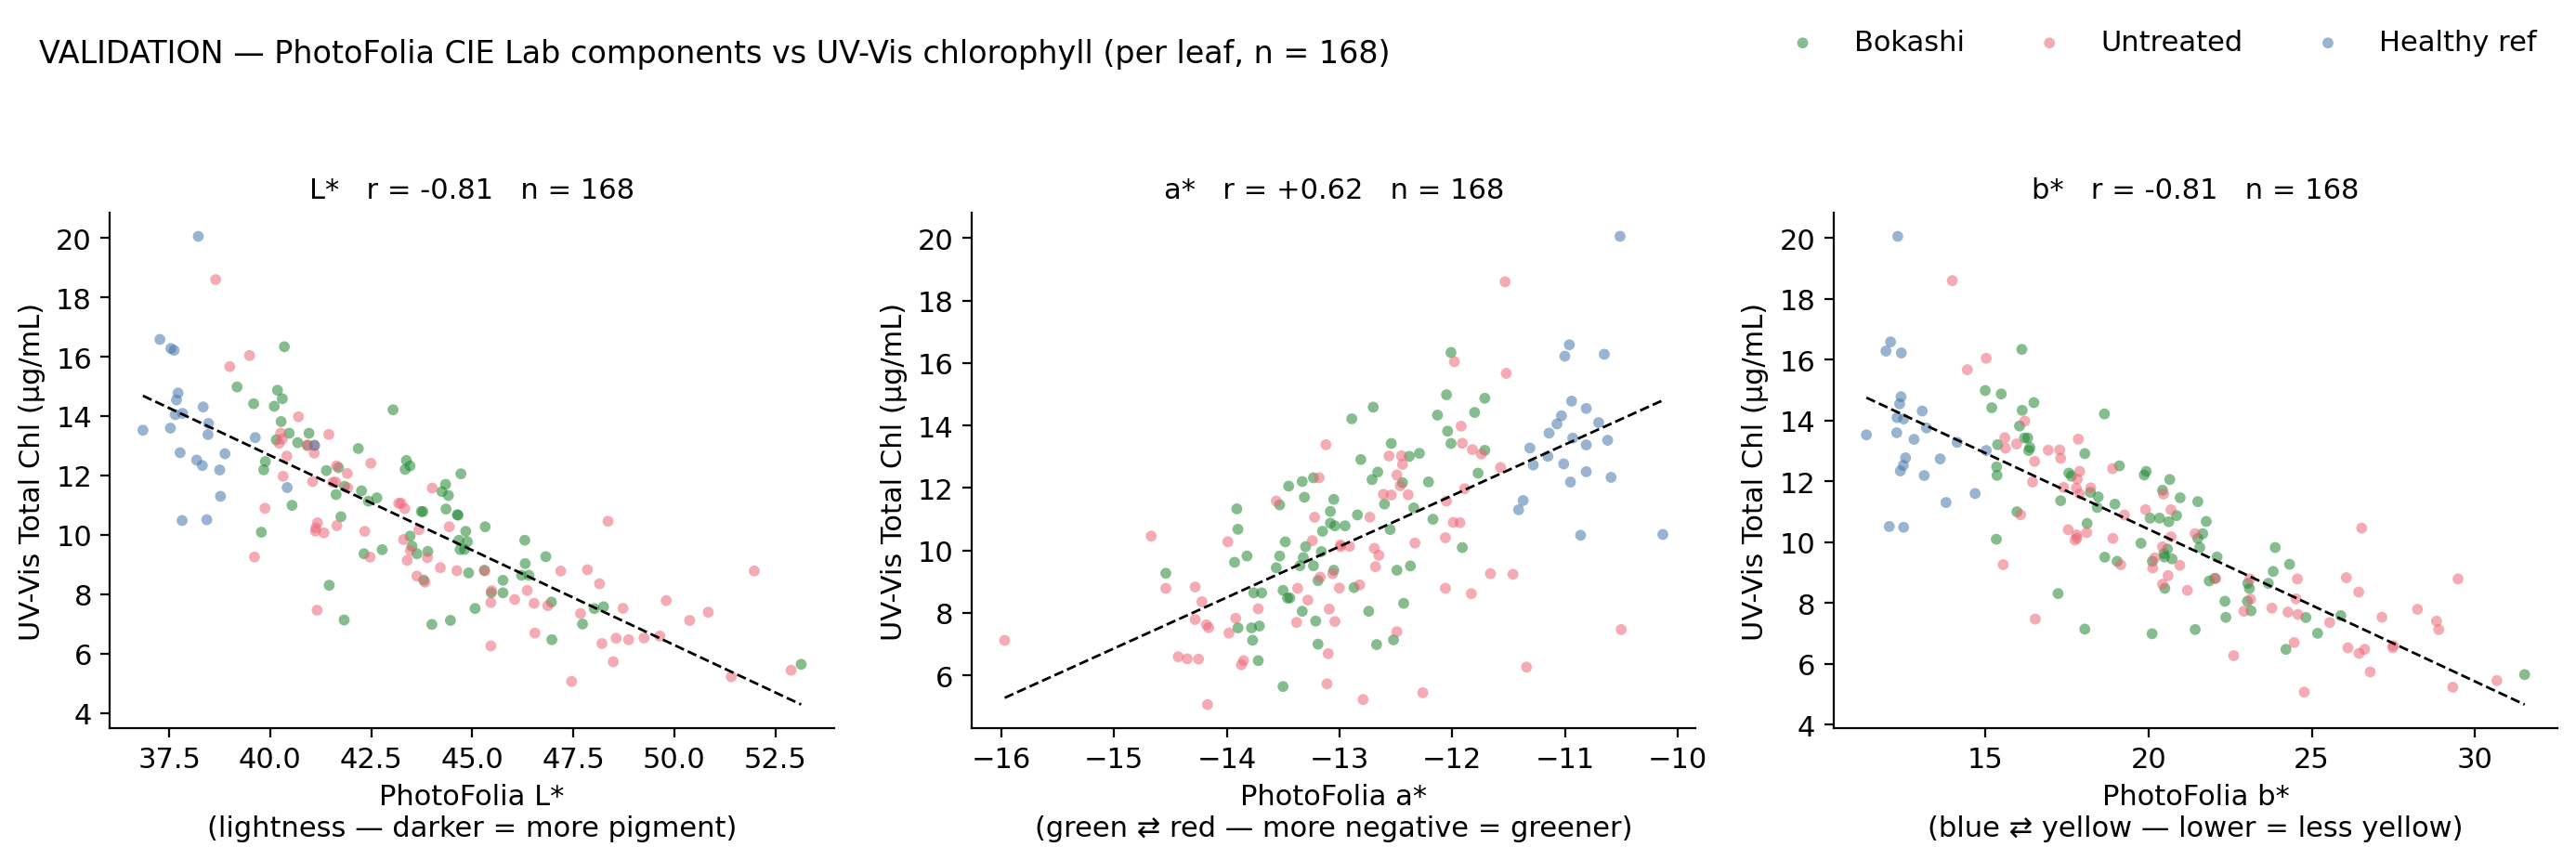 VALIDATION — PhotoFolia CIE Lab components vs UV-Vis chlorophyll (per leaf, n = 168)
Bokashi
Untreated
Healthy ref
L* r = -0.81 n = 168
UV-Vis Total Chl (µg/mL)
20
18
16
14
12
10
8
6
4
37.5 40.0 42.5 45.0 47.5 50.0 52.5
PhotoFolia L*
(lightness — darker = more pigment)
a* r = +0.62 n = 168
UV-Vis Total Chl (µg/mL)
20
18
16
14
12
10
8
6
−16 −15 −14 −13 −12 −11 −10
PhotoFolia a*
(green ⇄ red — more negative = greener)
b* r = -0.81 n = 168
UV-Vis Total Chl (µg/mL)
20
18
16
14
12
10
8
6
4
15 20 25 30
PhotoFolia b*
(blue ⇄ yellow — lower = less yellow)